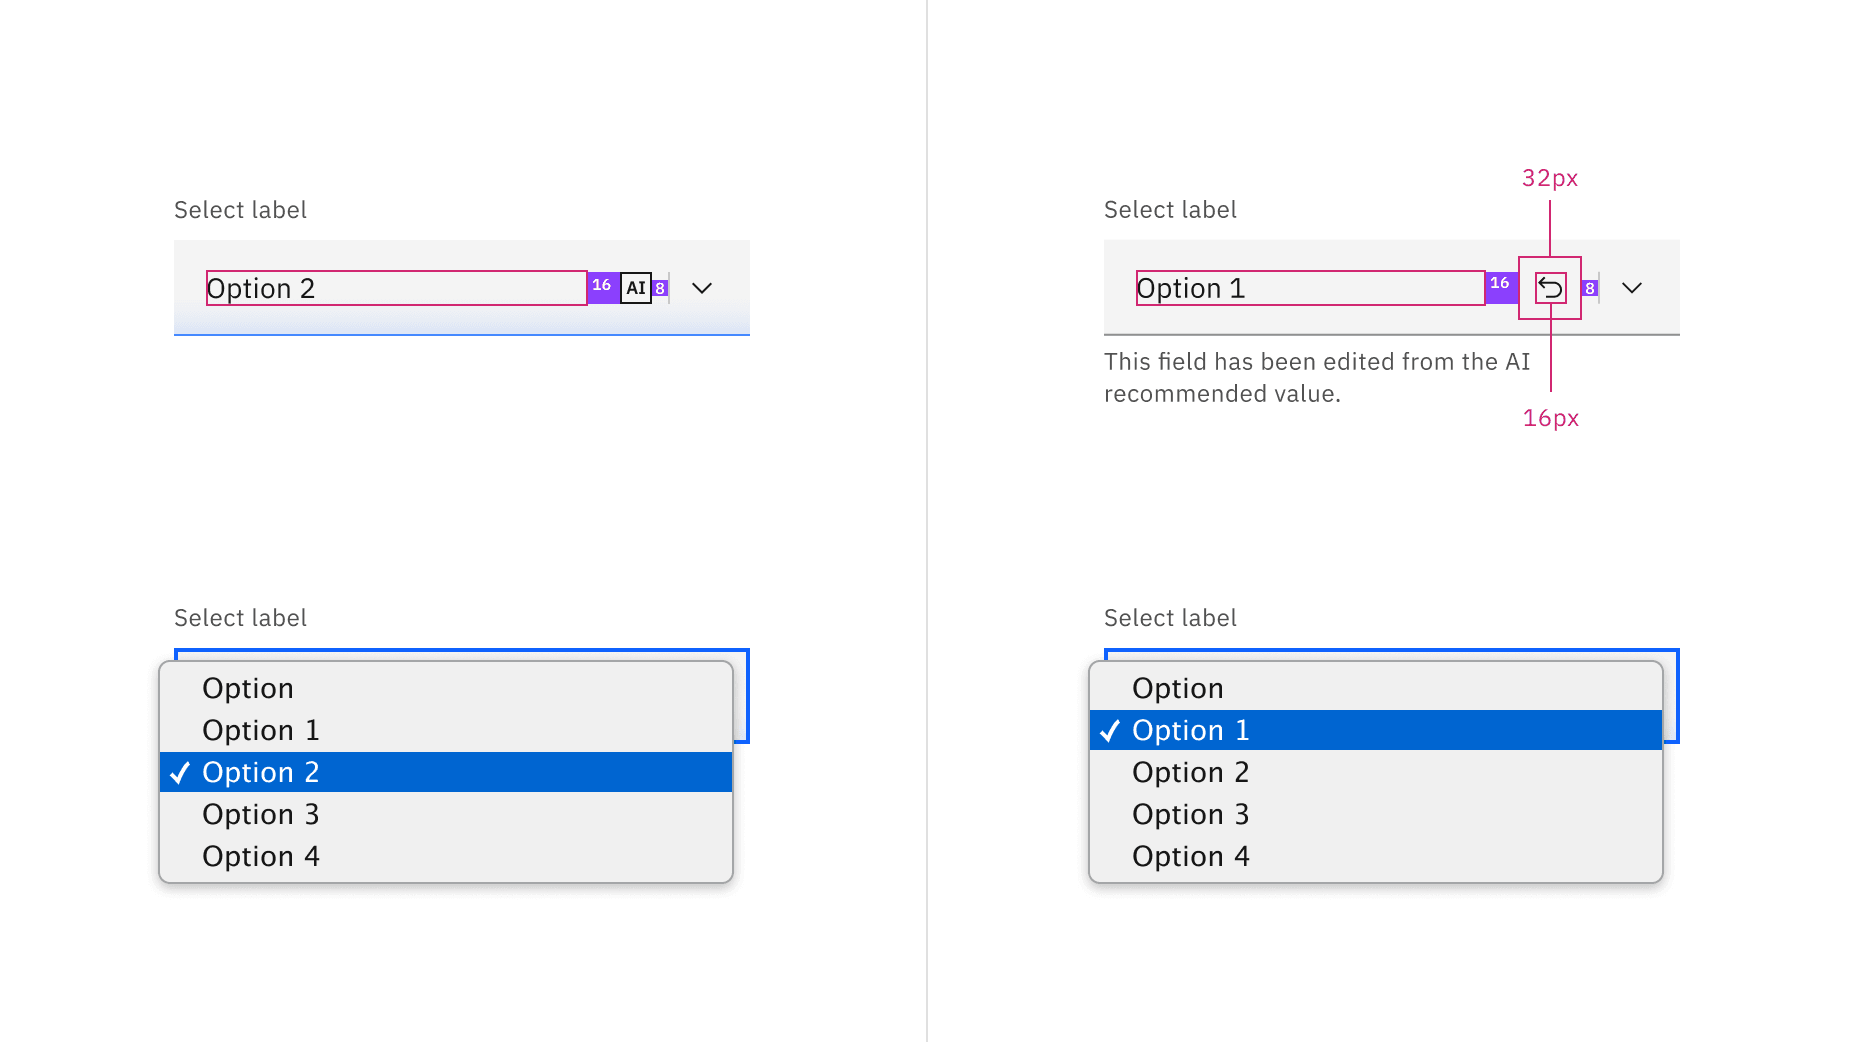 Select label
Option 2 16 AI 8
Select label
Option
Option 1
Option 2
Option 3
Option 4
32px
Select label
Option 1 16 8
This field has been edited from the AI
recommended value.
16px
Select label
Option
Option 1
Option 2
Option 3
Option 4